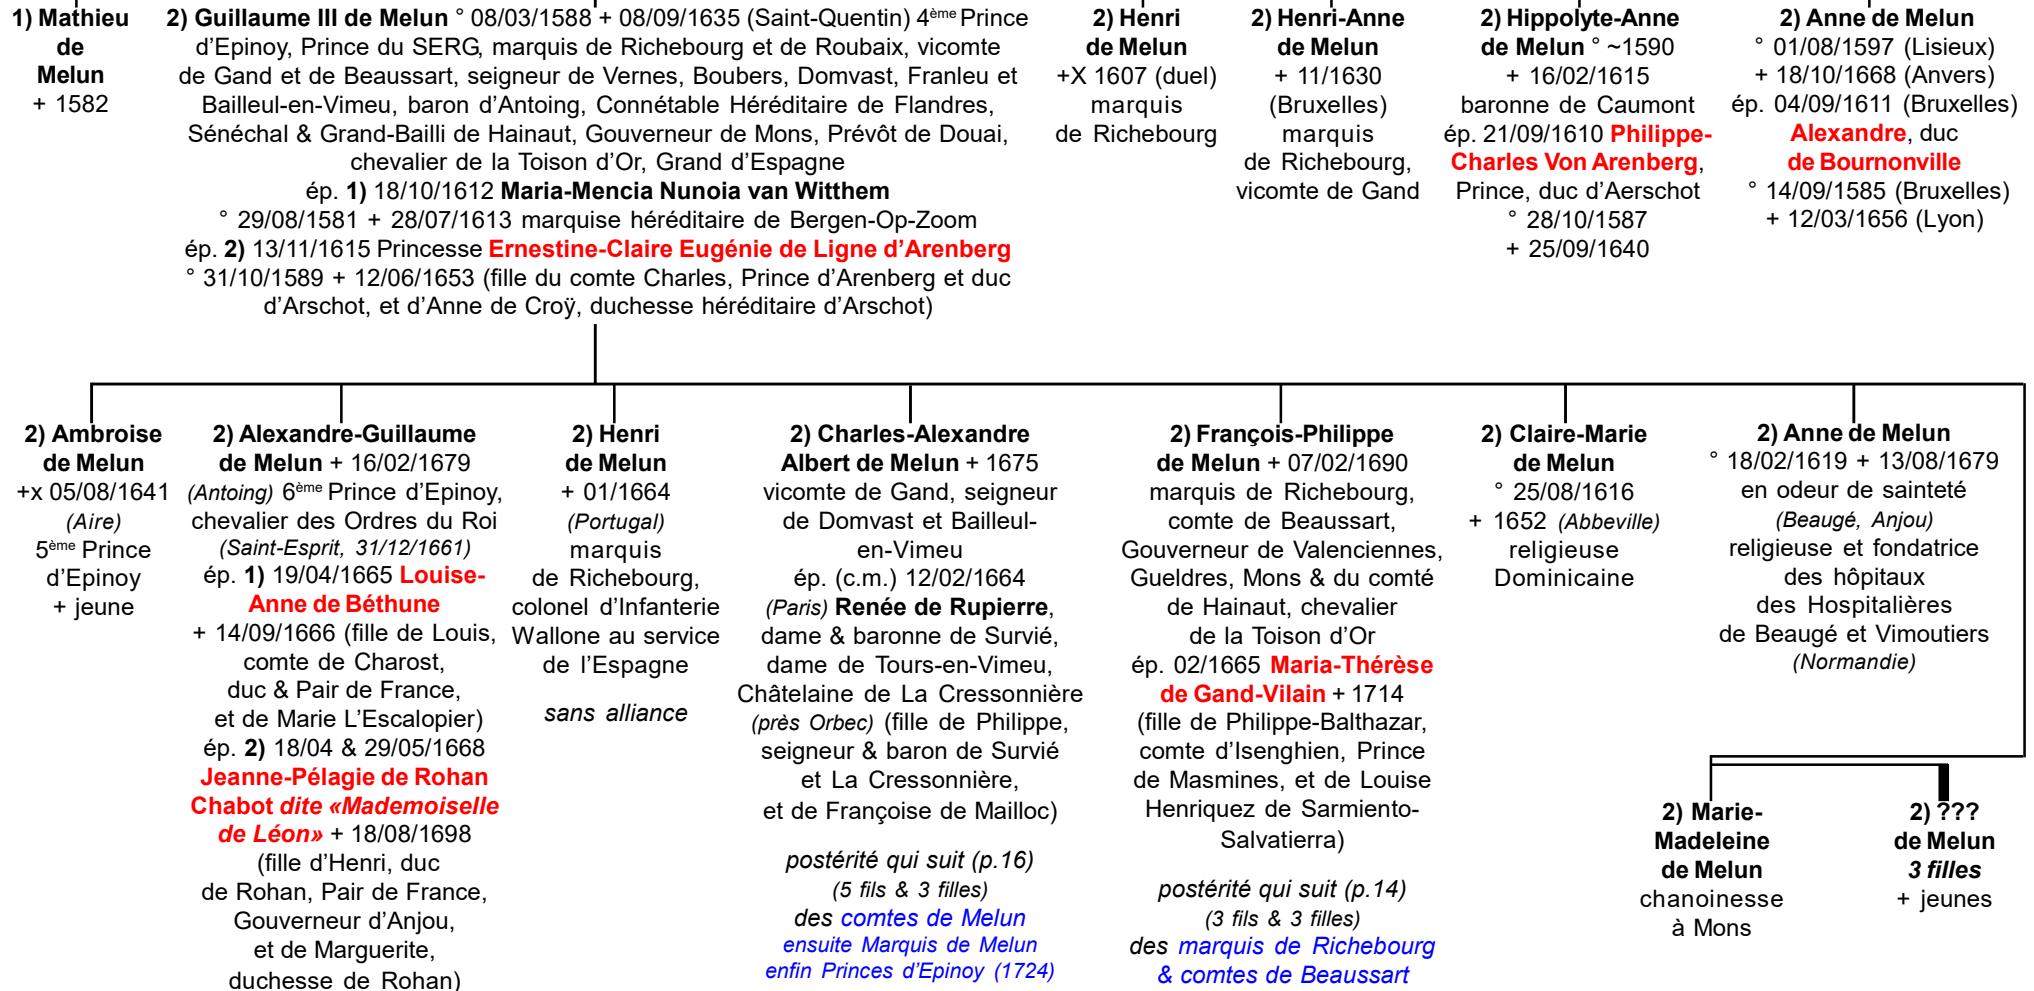 1) Mathieu
de
Melun
+ 1582
2) Guillaume III de Melun ° 08/03/1588 + 08/09/1635 (Saint-Quentin) 4ème Prince
d’Epinoy, Prince du SERG, marquis de Richebourg et de Roubaix, vicomte
de Gand et de Beaussart, seigneur de Vernes, Boubers, Domvast, Franleu et
Bailleul-en-Vimeu, baron d’Antoing, Connétable Héréditaire de Flandres,
Sénéchal & Grand-Bailli de Hainaut, Gouverneur de Mons, Prévôt de Douai,
chevalier de la Toison d’Or, Grand d’Espagne
ép. 1) 18/10/1612 Maria-Mencia Nunoia van Witthem
° 29/08/1581 + 28/07/1613 marquise héréditaire de Bergen-Op-Zoom
ép. 2) 13/11/1615 Princesse Ernestine-Claire Eugénie de Ligne d’Arenberg
° 31/10/1589 + 12/06/1653 (fille du comte Charles, Prince d’Arenberg et duc
d’Arschot, et d’Anne de Croÿ, duchesse héréditaire d’Arschot)
2) Henri
de Melun
+X 1607 (duel)
marquis
de Richebourg
2) Henri-Anne
de Melun
+ 11/1630
(Bruxelles)
marquis
de Richebourg,
vicomte de Gand
2) Hippolyte-Anne
de Melun ° ~1590
+ 16/02/1615
baronne de Caumont
ép. 21/09/1610 Philippe-
Charles Von Arenberg,
Prince, duc d’Aerschot
° 28/10/1587
+ 25/09/1640
2) Anne de Melun
° 01/08/1597 (Lisieux)
+ 18/10/1668 (Anvers)
ép. 04/09/1611 (Bruxelles)
Alexandre, duc
de Bournonville
° 14/09/1585 (Bruxelles)
+ 12/03/1656 (Lyon)
2) Ambroise
de Melun
+x 05/08/1641
(Aire)
5ème Prince
d’Epinoy
+ jeune
2) Alexandre-Guillaume
de Melun + 16/02/1679
(Antoing) 6ème Prince d’Epinoy,
chevalier des Ordres du Roi
(Saint-Esprit, 31/12/1661)
ép. 1) 19/04/1665 Louise-
Anne de Béthune
+ 14/09/1666 (fille de Louis,
comte de Charost,
duc & Pair de France,
et de Marie L’Escalopier)
ép. 2) 18/04 & 29/05/1668
Jeanne-Pélagie de Rohan
Chabot dite «Mademoiselle
de Léon» + 18/08/1698
(fille d’Henri, duc
de Rohan, Pair de France,
Gouverneur d’Anjou,
et de Marguerite,
duchesse de Rohan)
2) Henri
de Melun
+ 01/1664
(Portugal)
marquis
de Richebourg,
colonel d’Infanterie
Wallone au service
de l’Espagne
sans alliance
2) Charles-Alexandre
Albert de Melun + 1675
vicomte de Gand, seigneur
de Domvast et Bailleul-
en-Vimeu
ép. (c.m.) 12/02/1664
(Paris) Renée de Rupierre,
dame & baronne de Survié,
dame de Tours-en-Vimeu,
Châtelaine de La Cressonnière
(près Orbec) (fille de Philippe,
seigneur & baron de Survié
et La Cressonnière,
et de Françoise de Mailloc)
postérité qui suit (p.16)
(5 fils & 3 filles)
des comtes de Melun
ensuite Marquis de Melun
enfin Princes d’Epinoy (1724)
2) François-Philippe
de Melun + 07/02/1690
marquis de Richebourg,
comte de Beaussart,
Gouverneur de Valenciennes,
Gueldres, Mons & du comté
de Hainaut, chevalier
de la Toison d’Or
ép. 02/1665 Maria-Thérèse
de Gand-Vilain + 1714
(fille de Philippe-Balthazar,
comte d’Isenghien, Prince
de Masmines, et de Louise
Henriquez de Sarmiento-
Salvatierra)
postérité qui suit (p.14)
(3 fils & 3 filles)
des marquis de Richebourg
& comtes de Beaussart
2) Claire-Marie
de Melun
° 25/08/1616
+ 1652 (Abbeville)
religieuse
Dominicaine
2) Anne de Melun
° 18/02/1619 + 13/08/1679
en odeur de sainteté
(Beaugé, Anjou)
religieuse et fondatrice
des hôpitaux
des Hospitalières
de Beaugé et Vimoutiers
(Normandie)
2) Marie-
Madeleine
de Melun
chanoinesse
à Mons
2) ???
de Melun
3 filles
+ jeunes